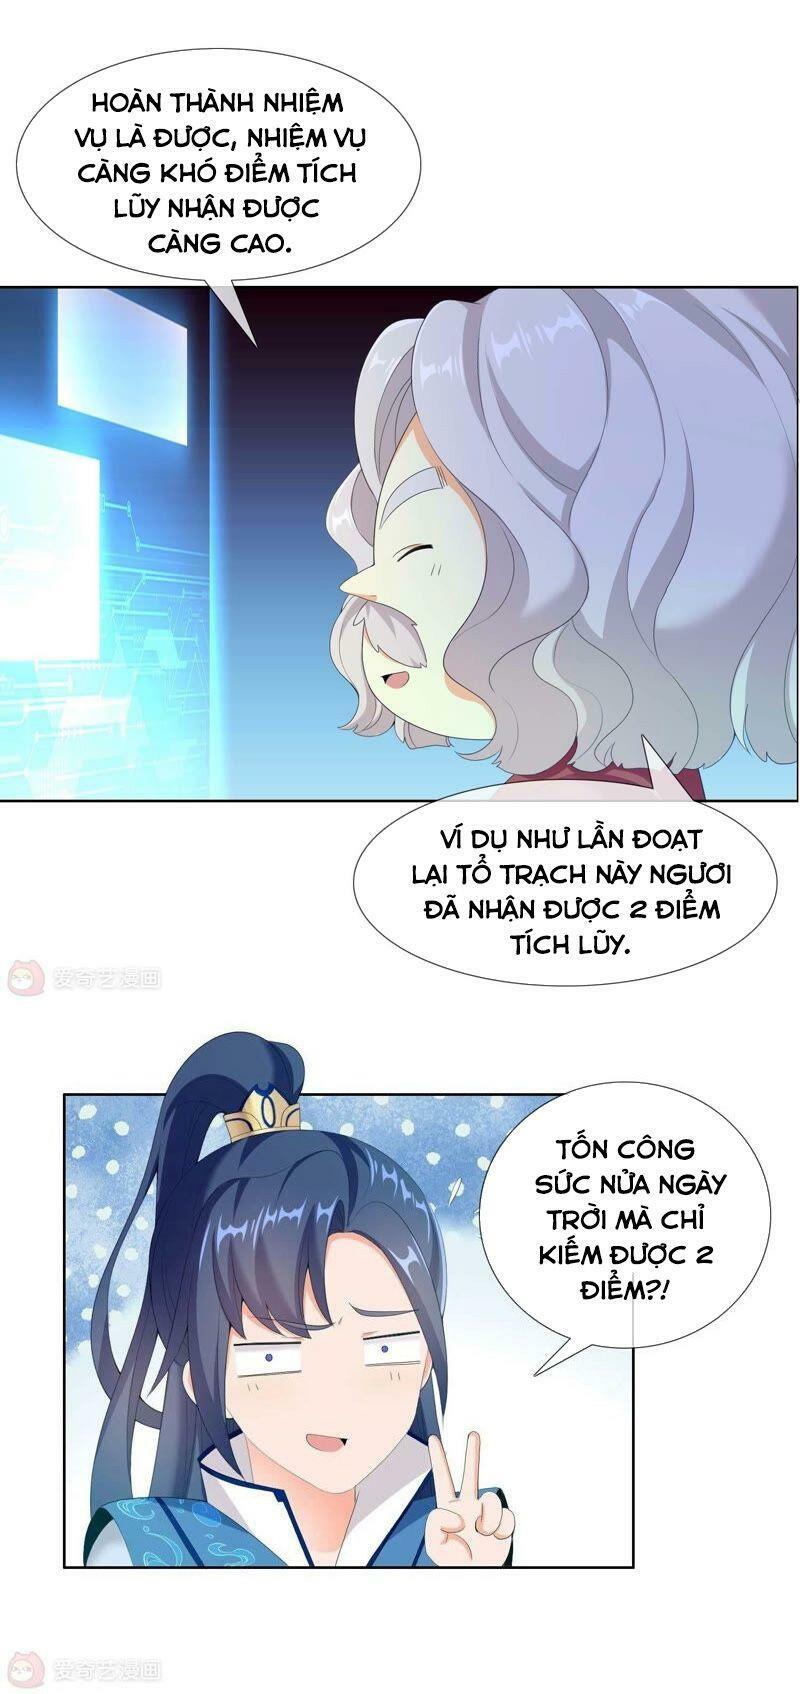 HOÀN THÀNH NHIỆM
VỤ LÀ ĐƯỢC, NHIỆM VỤ
CÀNG KHÓ ĐIỂM TÍCH
LŨY NHẬN ĐƯỢC
CÀNG CAO.
VÍ DỤ NHƯ LẦN ĐOẠT
LẠI TỔ TRẠCH NÀY NGƯƠI
ĐÃ NHẬN ĐƯỢC 2 ĐIỂM
TÍCH LŨY.
爱奇艺漫画
TỐN CÔNG
SỨC NỬA NGÀY
TRỜI MÀ CHỈ
KIẾM ĐƯỢC 2
ĐIỂM?!
爱奇艺漫画